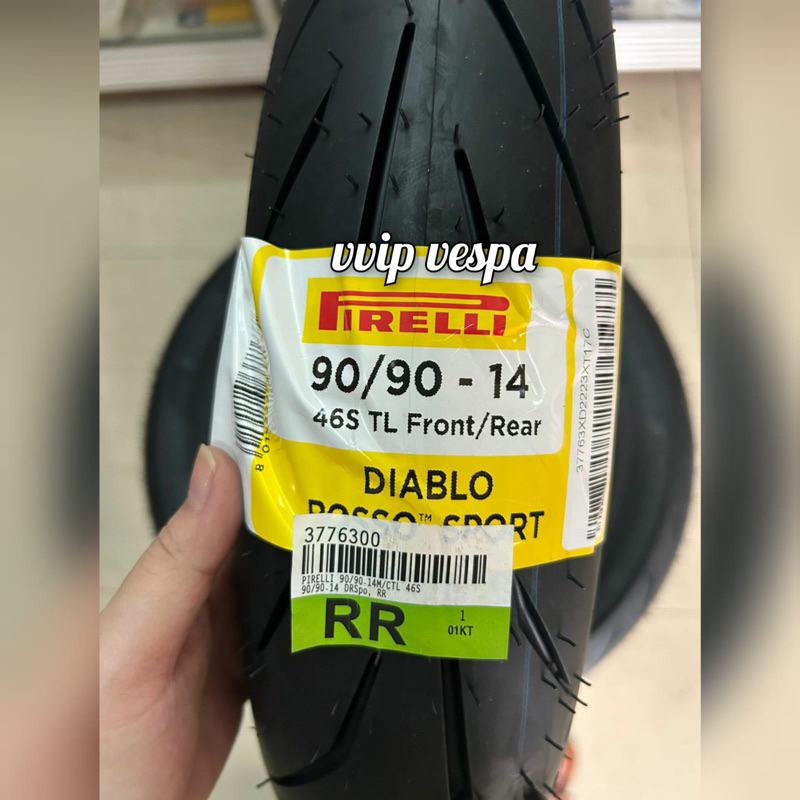 vvip vespa
PIRELLI
90/90 - 14
46S TL Front/Rear
DIABLO
ROSSO™ SPORT
37763XD2223XT17C
3776300
PIRELLI 90/90-14M/CTL 46S
90/90-14 DRSpo, RR
RR
1
01KT